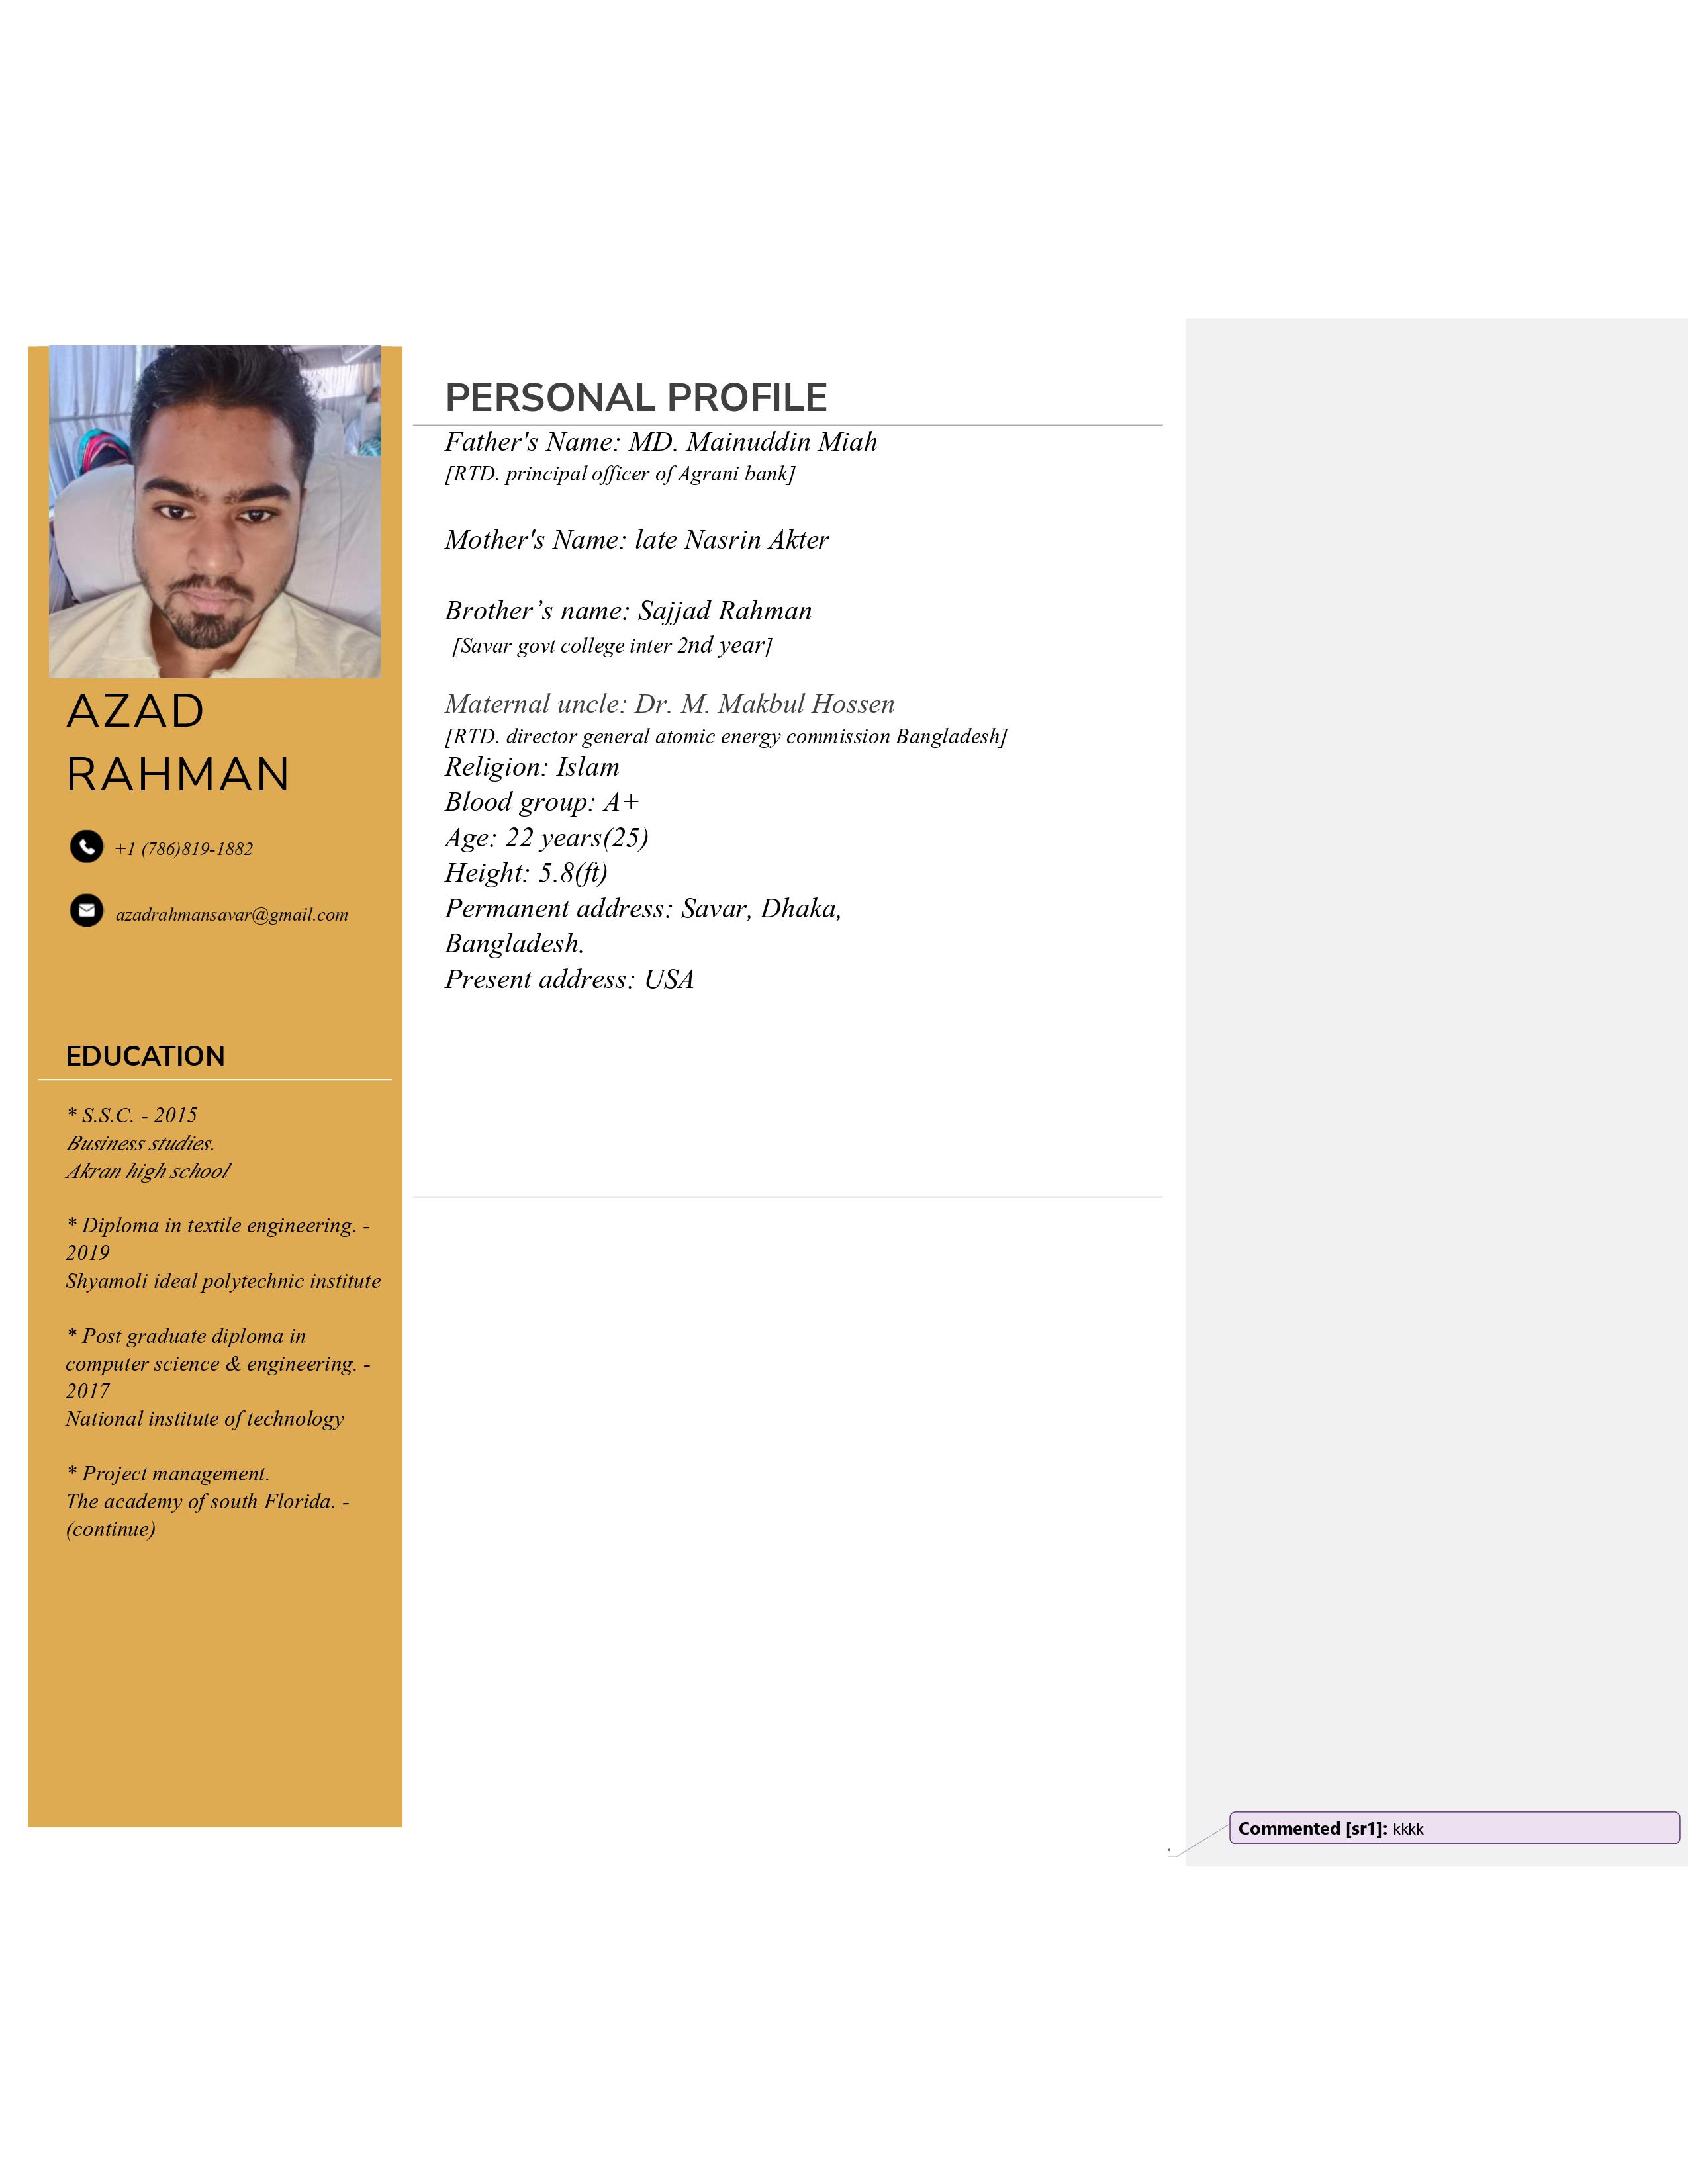 AZAD
RAHMAN
+1 (786)819-1882
azadrahmansavar@gmail.com
EDUCATION
* S.S.C. - 2015
Business studies.
Akran high school
* Diploma in textile engineering. -
2019
Shyamoli ideal polytechnic institute
* Post graduate diploma in
computer science & engineering. -
2017
National institute of technology
* Project management.
The academy of south Florida. -
(continue)
PERSONAL PROFILE
Father's Name: MD. Mainuddin Miah
[RTD. principal officer of Agrani bank]
Mother's Name: late Nasrin Akter
Brother’s name: Sajjad Rahman
[Savar govt college inter 2nd year]
Maternal uncle: Dr. M. Makbul Hossen
[RTD. director general atomic energy commission Bangladesh]
Religion: Islam
Blood group: A+
Age: 22 years(25)
Height: 5.8(ft)
Permanent address: Savar, Dhaka,
Bangladesh.
Present address: USA
Commented [sr1]: kkkk